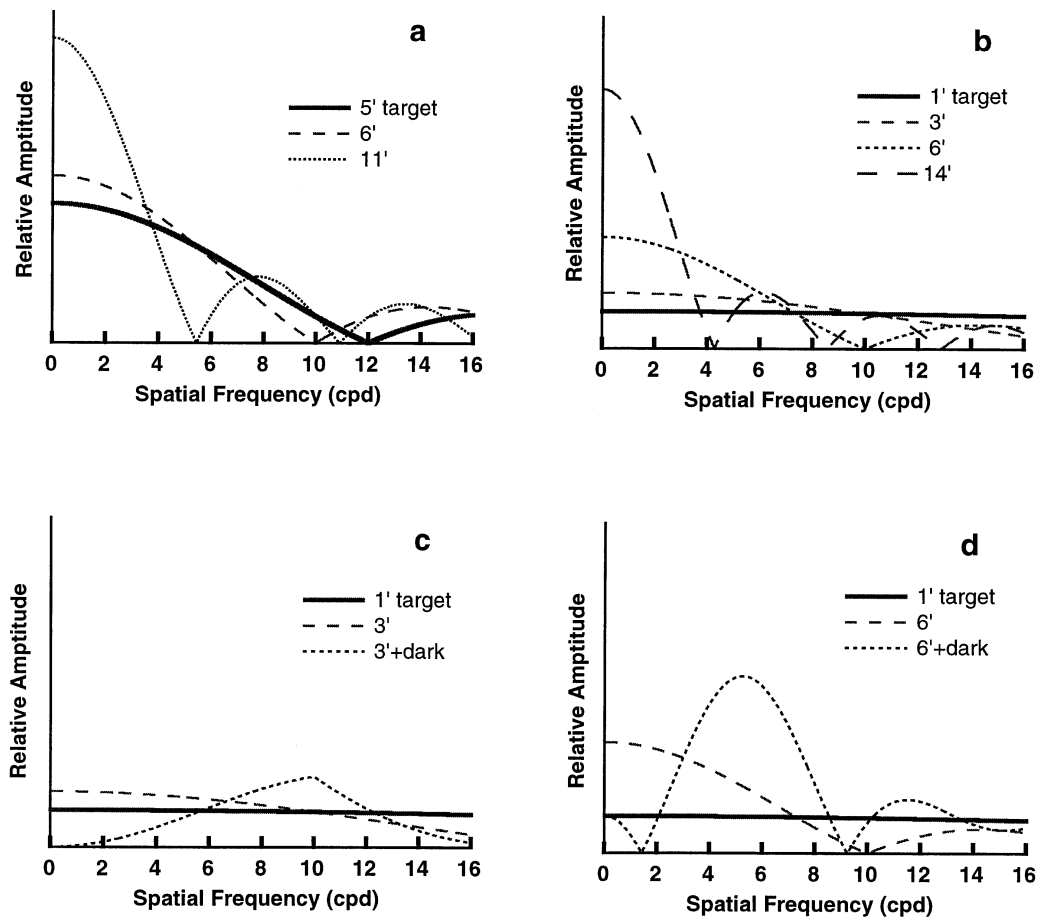 a
Relative Amptitude
5' target
6'
11'
0 2 4 6 8 10 12 14 16
Spatial Frequency (cpd)
b
Relative Amptitude
1' target
3'
6'
14'
0 2 4 6 8 10 12 14 16
Spatial Frequency (cpd)
c
Relative Amptitude
1' target
3'
3'+dark
0 2 4 6 8 10 12 14 16
Spatial Frequency (cpd)
d
Relative Amptitude
1' target
6'
6'+dark
0 2 4 6 8 10 12 14 16
Spatial Frequency (cpd)